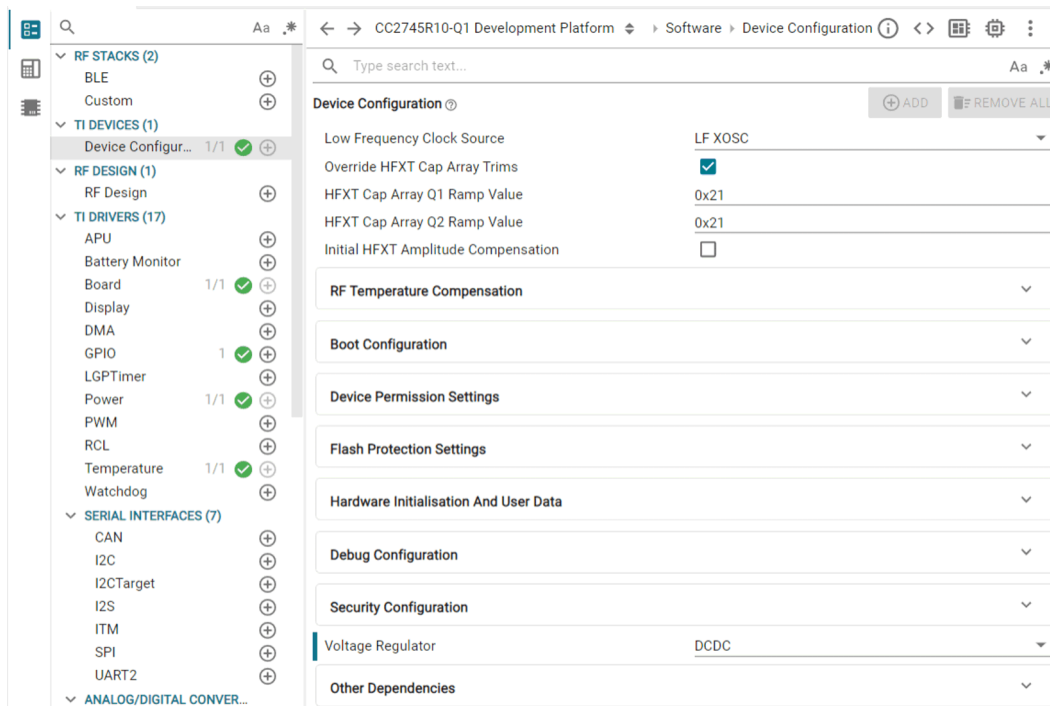 Aa .*
RF STACKS (2)
BLE
Custom
TI DEVICES (1)
Device Configur... 1/1
RF DESIGN (1)
RF Design
TI DRIVERS (17)
APU
Battery Monitor
Board 1/1
Display
DMA
GPIO 1
LGPTimer
Power 1/1
PWM
RCL
Temperature 1/1
Watchdog
SERIAL INTERFACES (7)
CAN
I2C
I2CTarget
I2S
ITM
SPI
UART2
ANALOG/DIGITAL CONVER...
CC2745R10-Q1 Development Platform Software Device Configuration
Type search text... Aa .*
Device Configuration ADD REMOVE ALL
Low Frequency Clock Source LF XOSC
Override HFXT Cap Array Trims
HFXT Cap Array Q1 Ramp Value 0x21
HFXT Cap Array Q2 Ramp Value 0x21
Initial HFXT Amplitude Compensation
RF Temperature Compensation
Boot Configuration
Device Permission Settings
Flash Protection Settings
Hardware Initialisation And User Data
Debug Configuration
Security Configuration
Voltage Regulator DCDC
Other Dependencies